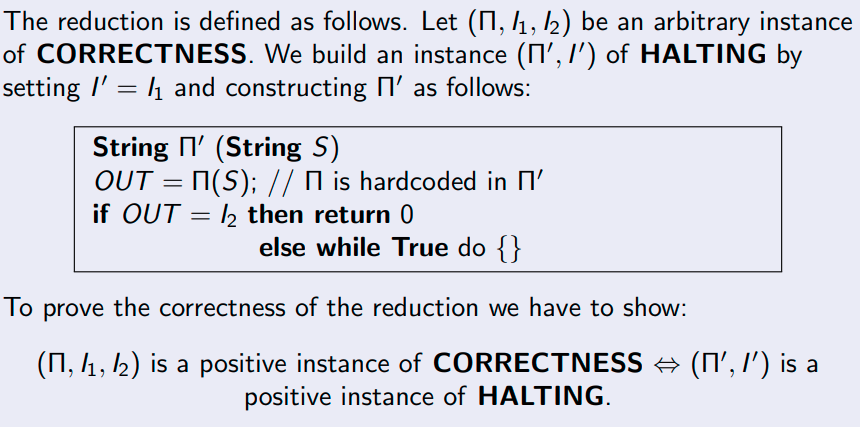 The reduction is defined as follows. Let (Π, I₁, I₂) be an arbitrary instance
of CORRECTNESS. We build an instance (Π′, I′) of HALTING by
setting I′ = I₁ and constructing Π′ as follows:
String Π′ (String S)
OUT = Π(S); // Π is hardcoded in Π′
if OUT = I₂ then return 0
else while True do {}
To prove the correctness of the reduction we have to show:
(Π, I₁, I₂) is a positive instance of CORRECTNESS ⇔ (Π′, I′) is a
positive instance of HALTING.